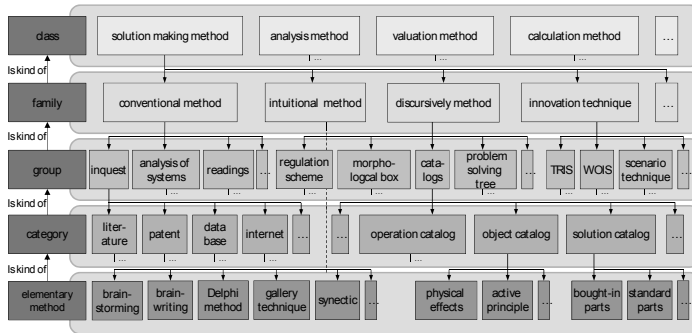 class
solution making method
analysis method
valuation method
calculation method
...
...
...
...
...
Is kind of
family
conventional method
intuitional method
discursively method
innovation technique
...
Is kind of
group
inquest
analysis of
systems
readings
...
regulation
scheme
morpho-
logcal box
cata-
logs
problem
solving
tree
...
TRIS
WOIS
scenario
technique
...
...
...
...
...
...
...
...
...
Is kind of
category
liter-
ature
patent
data
base
internet
...
...
operation catalog
object catalog
solution catalog
...
...
...
...
...
...
Is kind of
elementary
method
brain-
storming
brain-
writing
Delphi
method
gallery
technique
synectic
...
physical
effects
active
principle
...
bought-in
parts
standard
parts
...